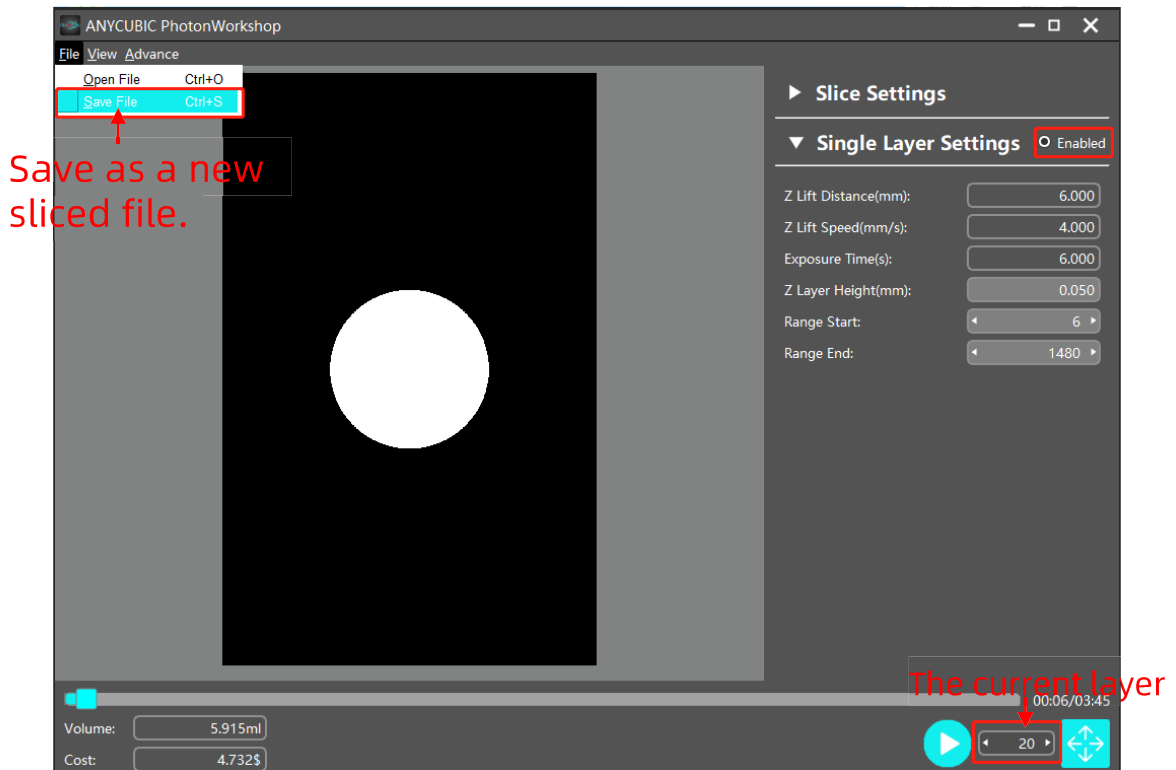 ANYCUBIC PhotonWorkshop
File View Advance
Open File Ctrl+O
Save File Ctrl+S
Save as a new
sliced file.
Slice Settings
Single Layer Settings Enabled
Z Lift Distance(mm): 6.000
Z Lift Speed(mm/s): 4.000
Exposure Time(s): 6.000
Z Layer Height(mm): 0.050
Range Start: 6
Range End: 1480
The current layer
00:06/03:45
Volume: 5.915ml
20
Cost: 4.732$